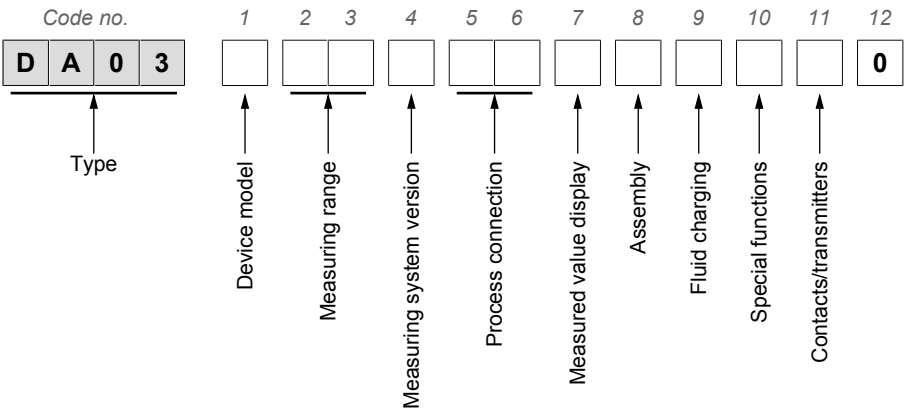 Code no. 1 2 3 4 5 6 7 8 9 10 11 12
D A 0 3 0
Type
Device model
Measuring range
Measuring system version
Process connection
Measured value display
Assembly
Fluid charging
Special functions
Contacts/transmitters